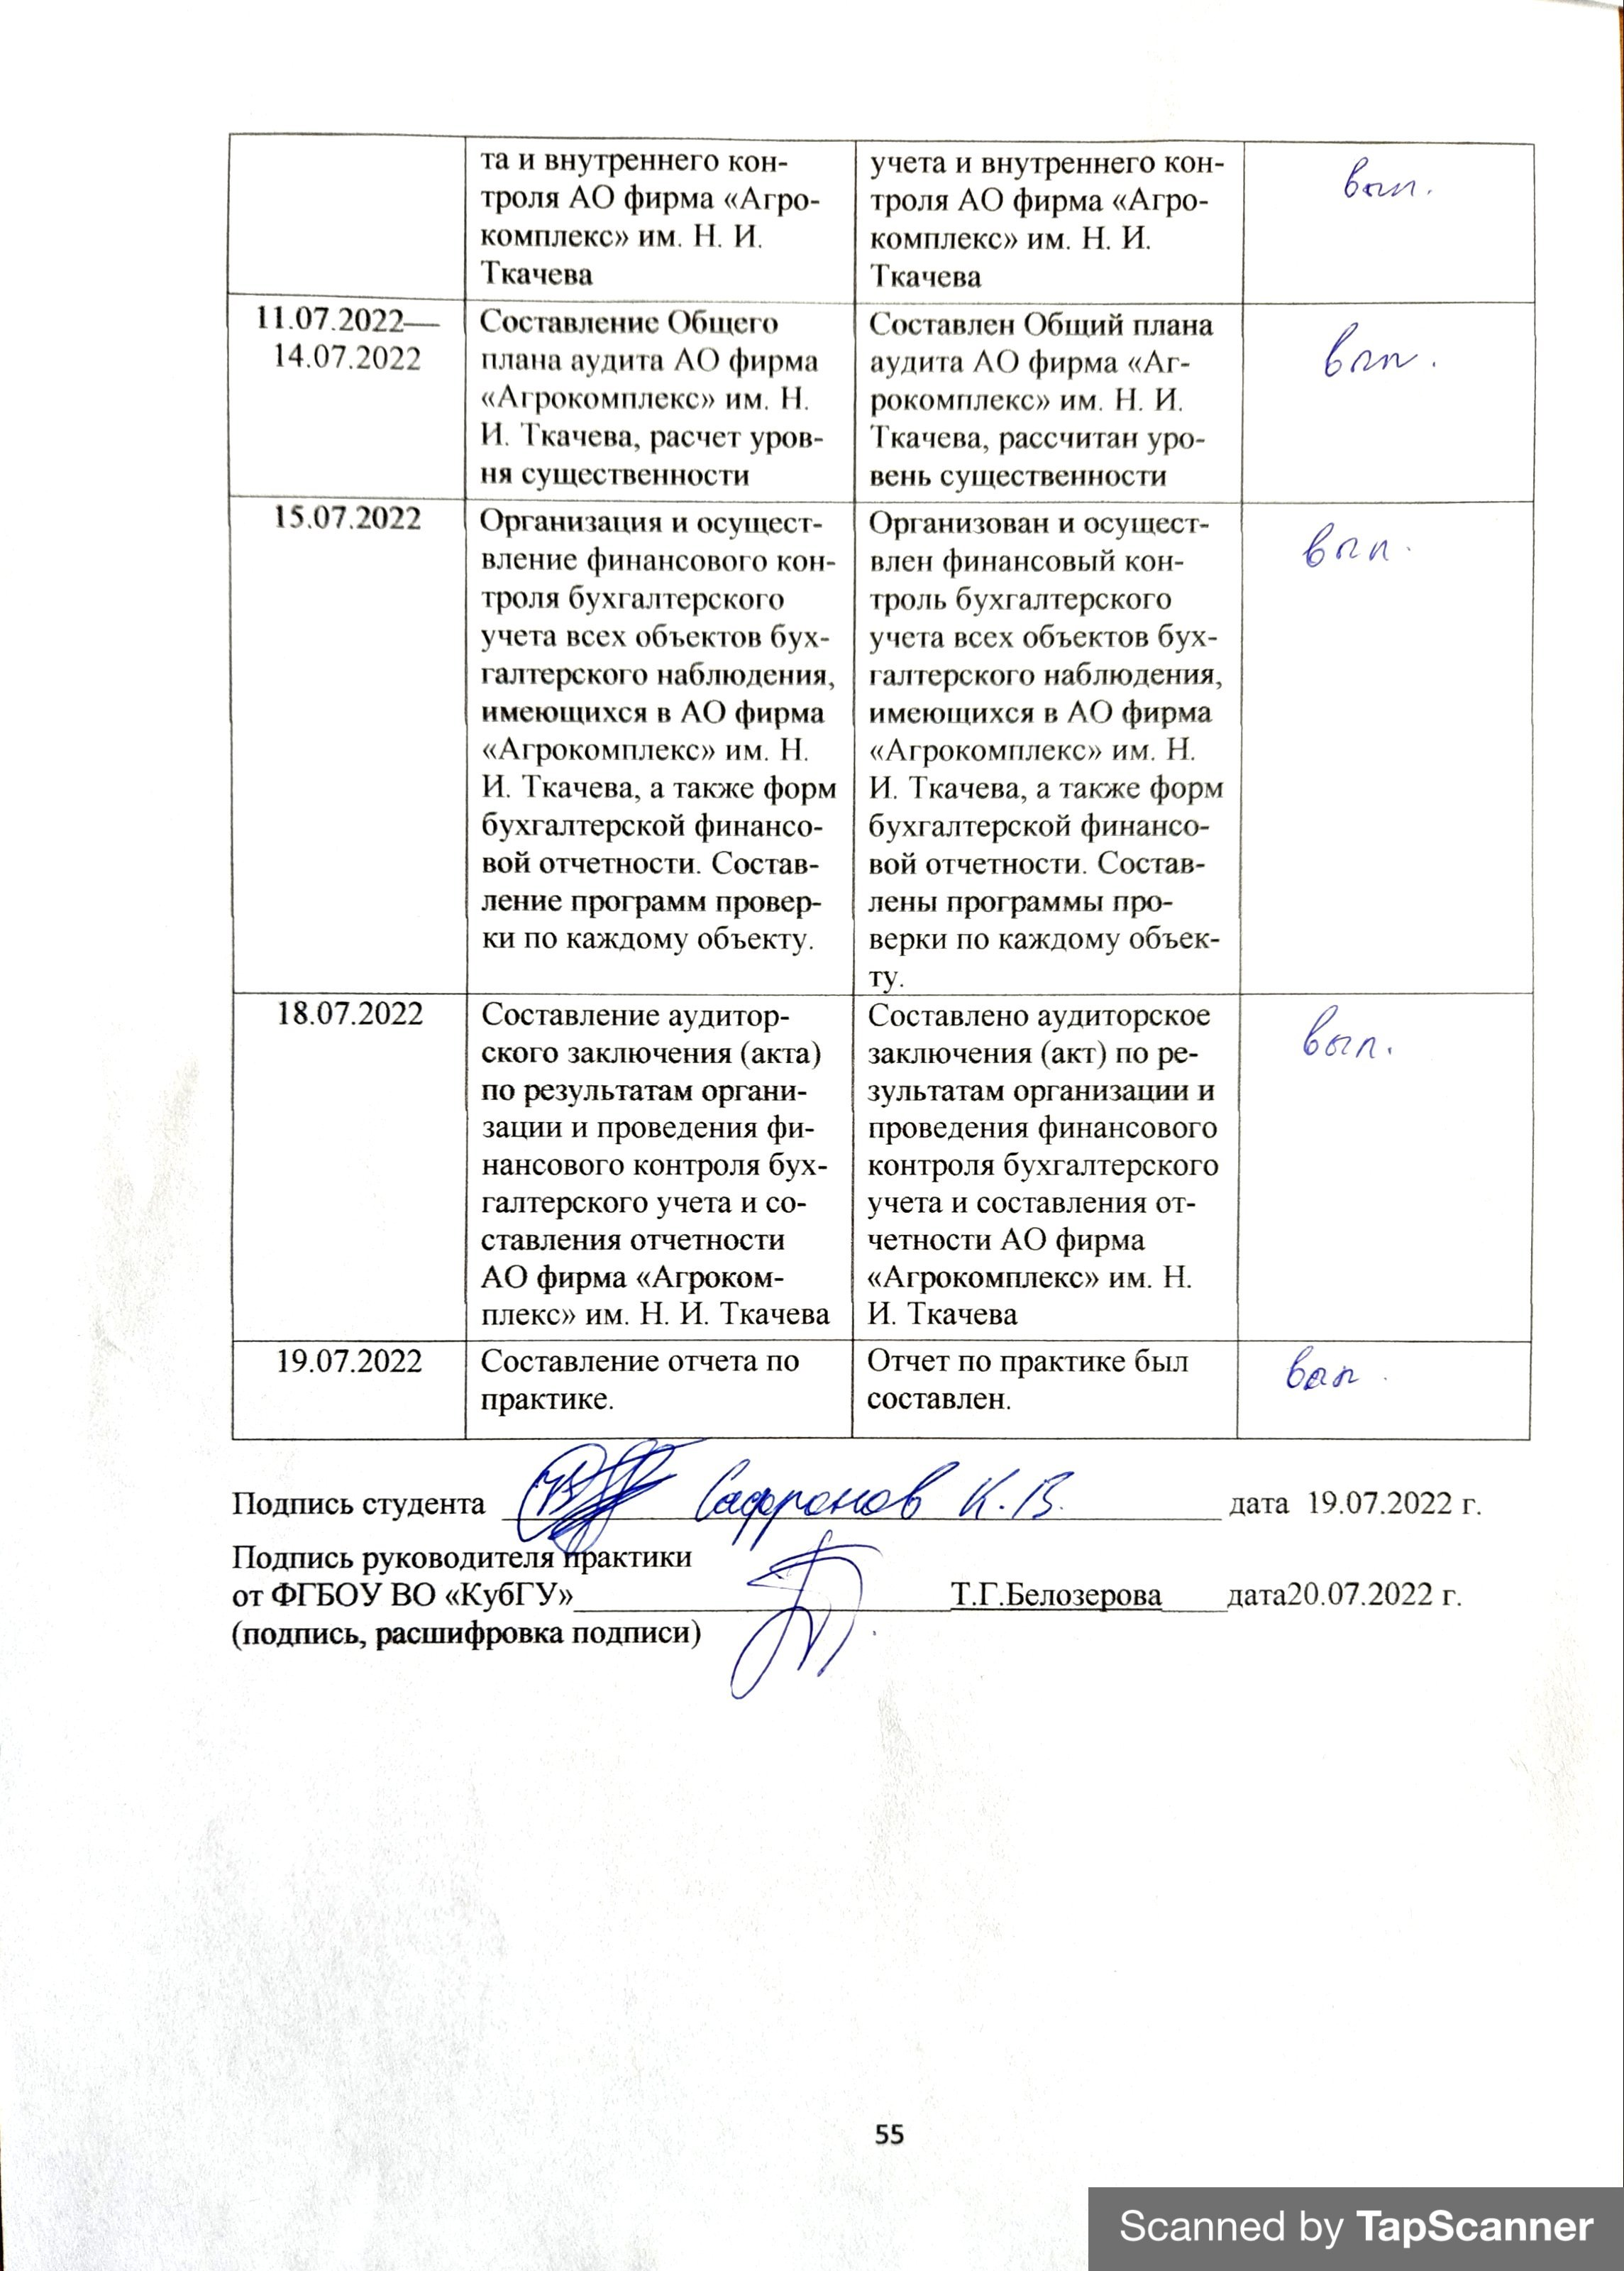 та и внутреннего кон-
троля АО фирма «Агро-
комплекс» им. Н. И.
Ткачева
учета и внутреннего кон-
троля АО фирма «Агро-
комплекс» им. Н. И.
Ткачева
вып.
11.07.2022—
14.07.2022
Составление Общего
плана аудита АО фирма
«Агрокомплекс» им. Н.
И. Ткачева, расчет уров-
ня существенности
Составлен Общий плана
аудита АО фирма «Аг-
рокомплекс» им. Н. И.
Ткачева, рассчитан уро-
вень существенности
вып.
15.07.2022
Организация и осущест-
вление финансового кон-
троля бухгалтерского
учета всех объектов бух-
галтерского наблюдения,
имеющихся в АО фирма
«Агрокомплекс» им. Н.
И. Ткачева, а также форм
бухгалтерской финансо-
вой отчетности. Состав-
ление программ провер-
ки по каждому объекту.
Организован и осущест-
влен финансовый кон-
троль бухгалтерского
учета всех объектов бух-
галтерского наблюдения,
имеющихся в АО фирма
«Агрокомплекс» им. Н.
И. Ткачева, а также форм
бухгалтерской финансо-
вой отчетности. Состав-
лены программы про-
верки по каждому объек-
ту.
вып.
18.07.2022
Составление аудитор-
ского заключения (акта)
по результатам органи-
зации и проведения фи-
нансового контроля бух-
галтерского учета и со-
ставления отчетности
АО фирма «Агроком-
плекс» им. Н. И. Ткачева
Составлено аудиторское
заключения (акт) по ре-
зультатам организации и
проведения финансового
контроля бухгалтерского
учета и составления от-
четности АО фирма
«Агрокомплекс» им. Н.
И. Ткачева
вып.
19.07.2022
Составление отчета по
практике.
Отчет по практике был
составлен.
вып.
Подпись студента Сафронов К.В. дата 19.07.2022 г.
Подпись руководителя практики
от ФГБОУ ВО «КубГУ» Т.Г.Белозерова дата20.07.2022 г.
(подпись, расшифровка подписи)
55
Scanned by TapScanner